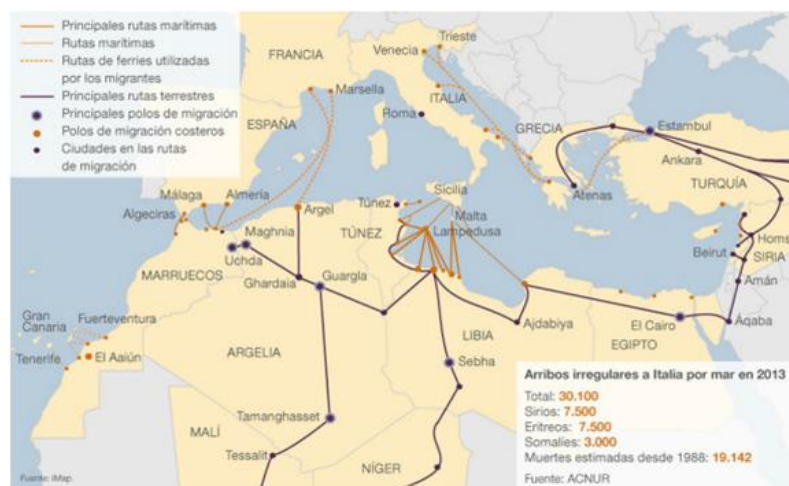 Principales rutas marítimas
Rutas marítimas
Rutas de ferries utilizadas
por los migrantes
Principales rutas terrestres
Principales polos de migración
Polos de migración costeros
Ciudades en las rutas
de migración
FRANCIA
Venecia
Trieste
Marsella
ITALIA
Roma
ESPAÑA
GRECIA
Estambul
Ankara
TURQUÍA
Atenas
Málaga
Almería
Algeciras
Argel
Túnez
Sicilia
Malta
Lampedusa
Maghnia
TÚNEZ
Uchda
Homs
Beirut
SIRIA
MARRUECOS
Ghardaïa
Guargla
Amán
Gran
Canaria
Fuerteventura
Ajdabiya
El Cairo
Áqaba
LIBIA
EGIPTO
Tenerife
El Aaiún
ARGELIA
Sebha
Tamanghasset
MALÍ
Tessalit
NÍGER
Arribos irregulares a Italia por mar en 2013
Total: 30.100
Sirios: 7.500
Eritreos: 7.500
Somalíes: 3.000
Muertes estimadas desde 1988: 19.142
Fuente: ACNUR
Fuente: iMap.